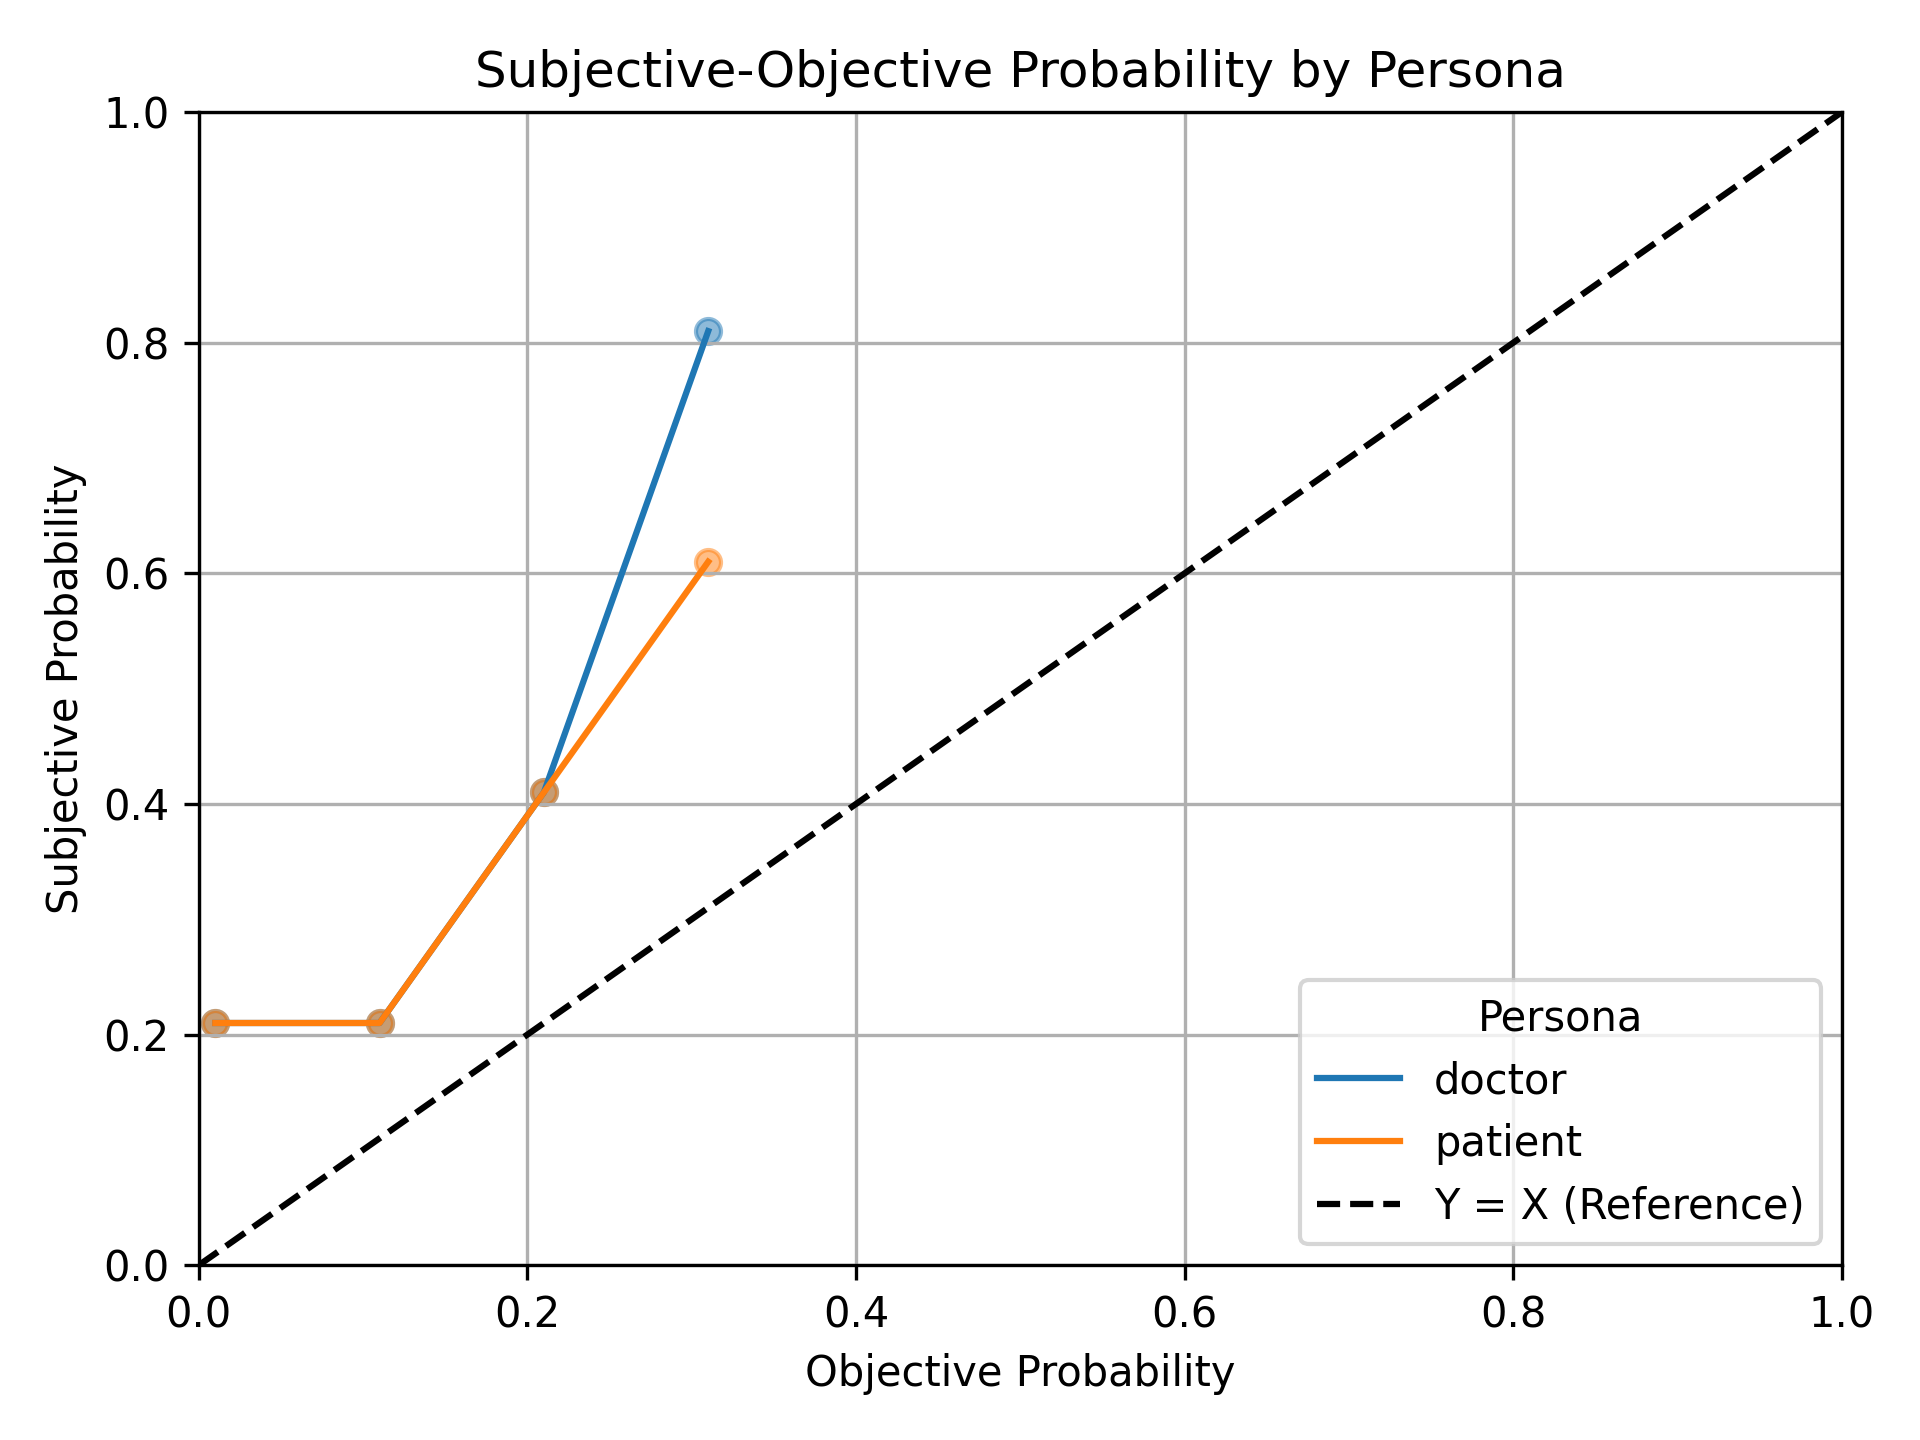 Subjective-Objective Probability by Persona
1.0
0.8
0.6
0.4
0.2
0.0
Subjective Probability
0.0 0.2 0.4 0.6 0.8 1.0
Objective Probability
Persona
doctor
patient
Y = X (Reference)